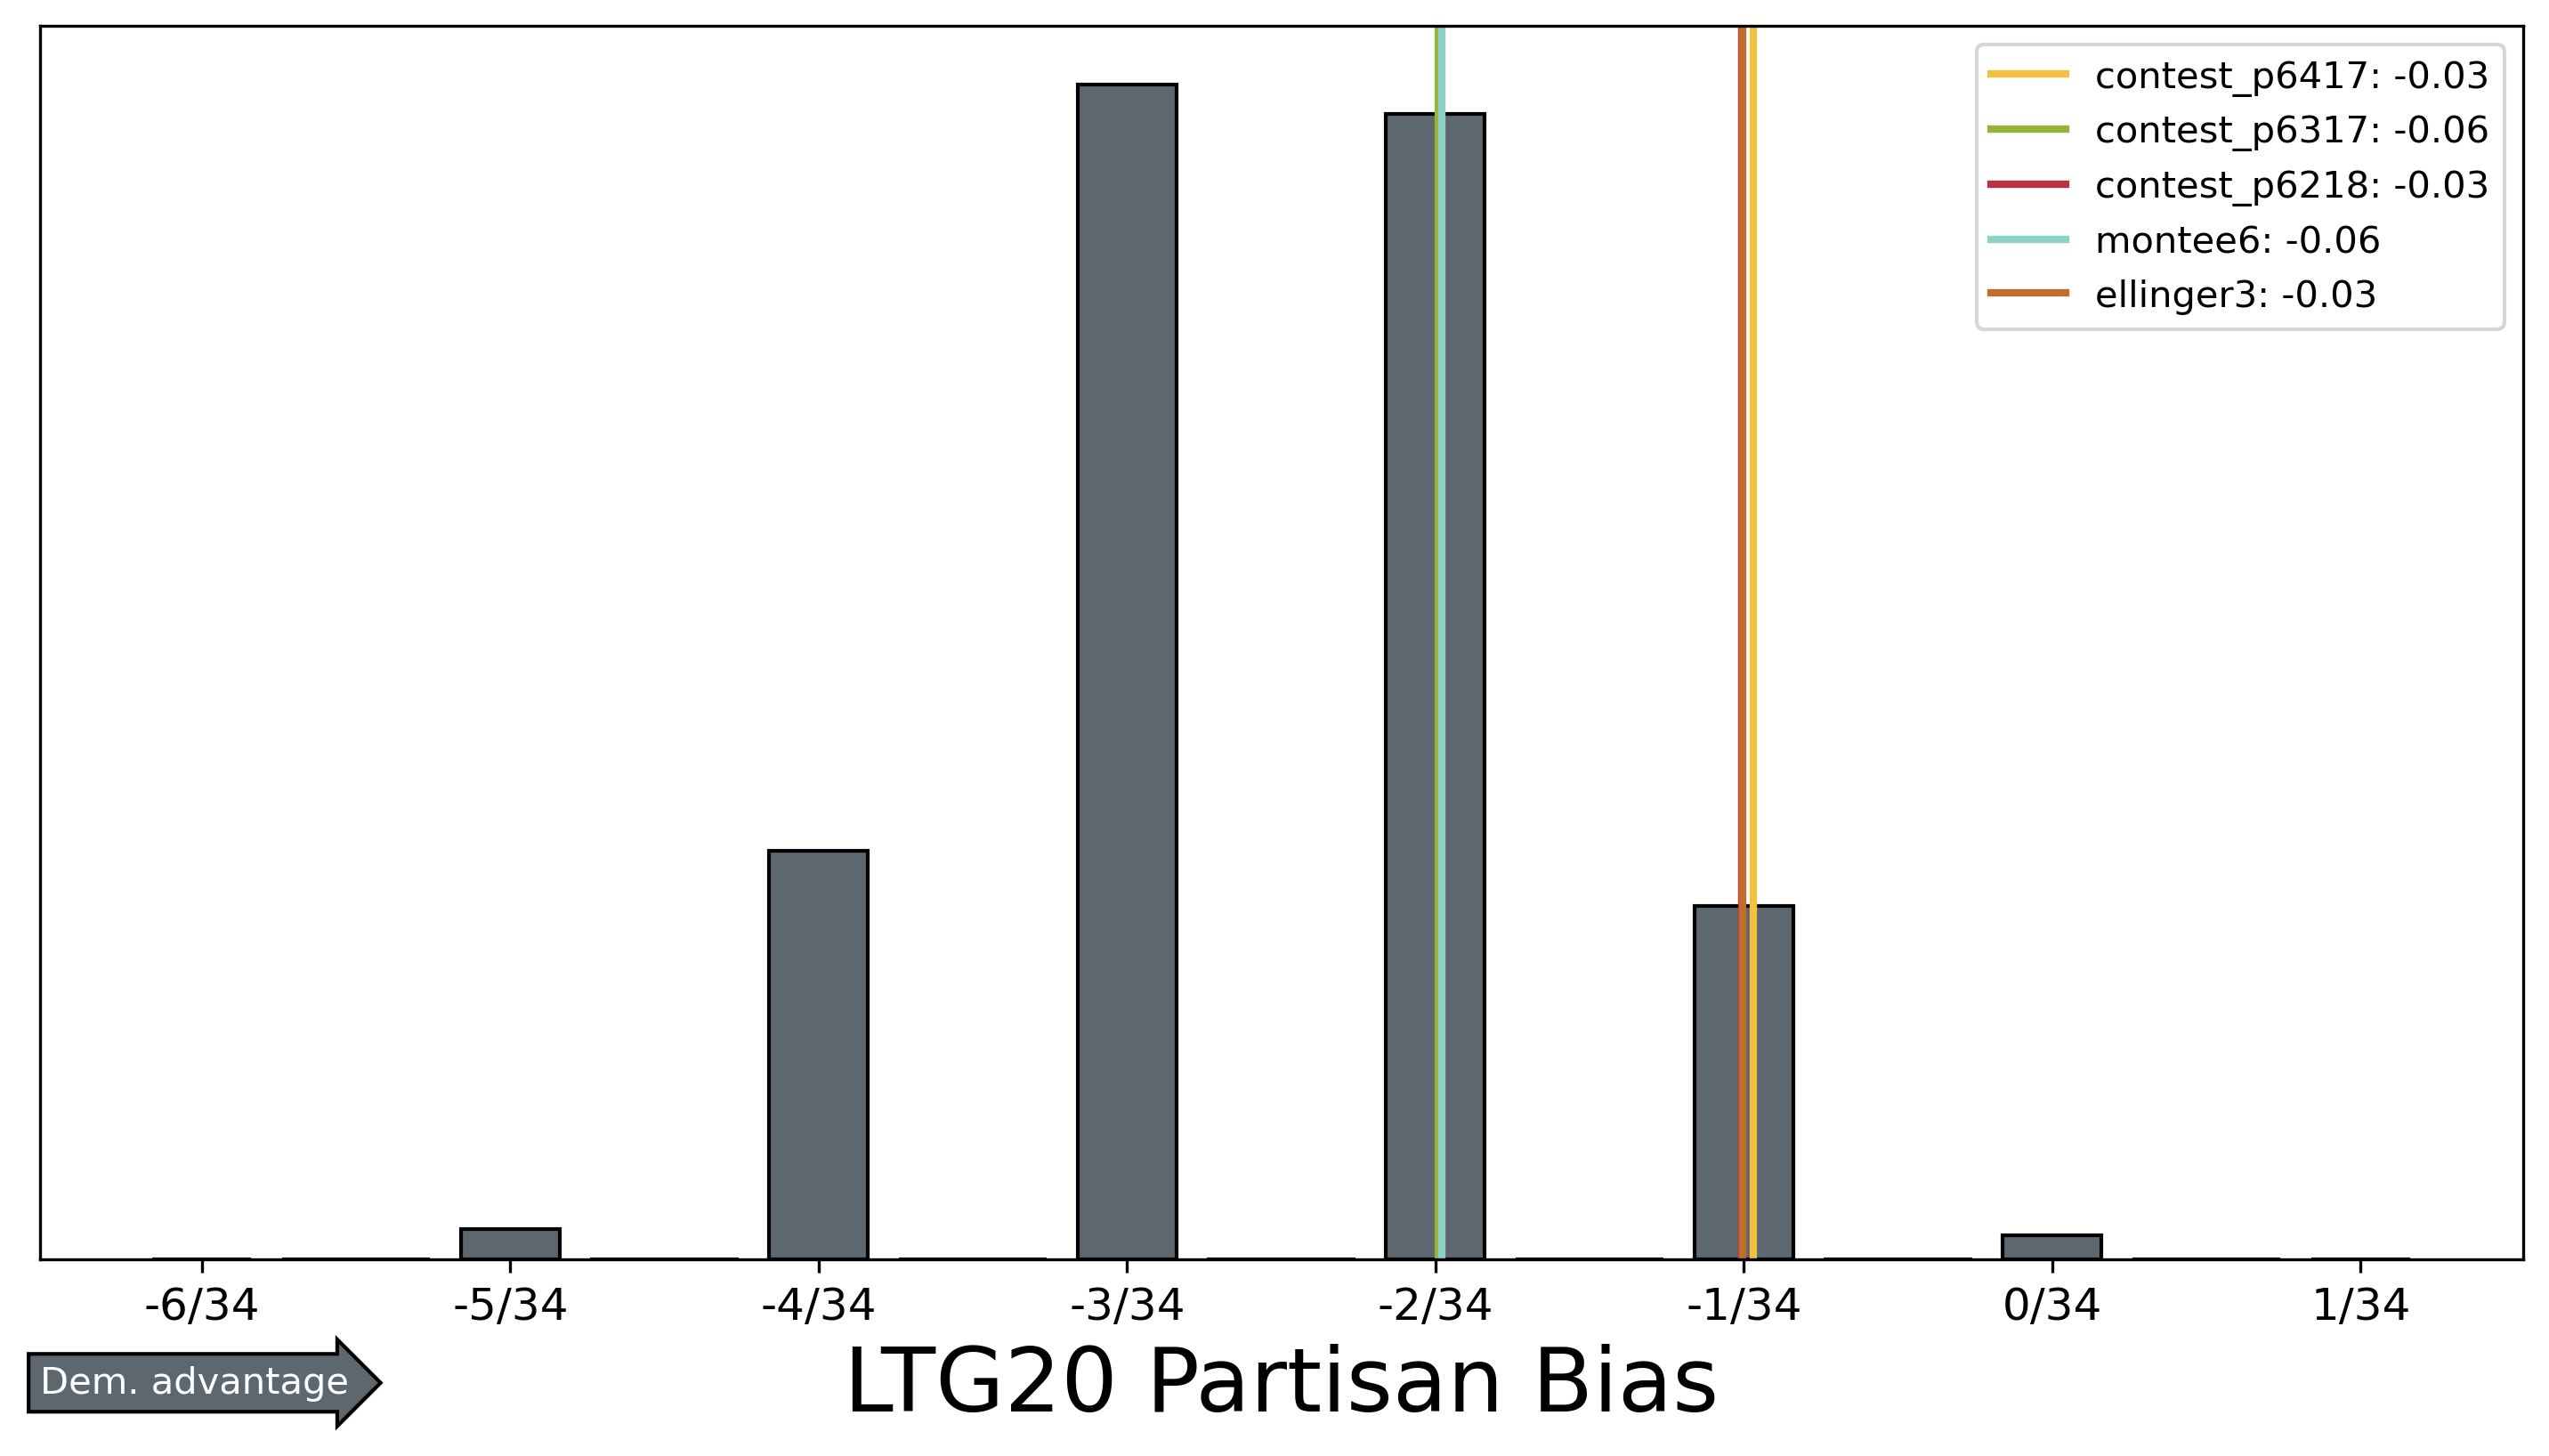 contest_p6417: -0.03
contest_p6317: -0.06
contest_p6218: -0.03
montee6: -0.06
ellinger3: -0.03
-6/34 -5/34 -4/34 -3/34 -2/34 -1/34 0/34 1/34
Dem. advantage
LTG20 Partisan Bias